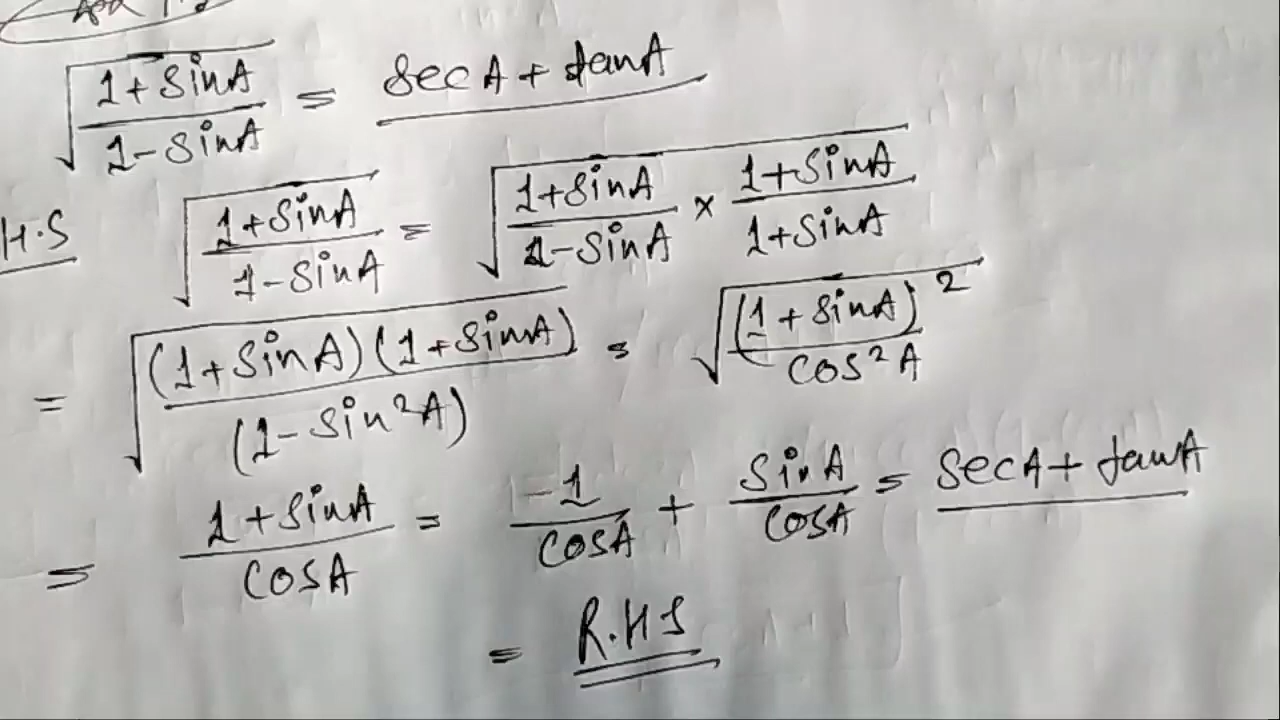 √((1+sinA)/(1-sinA)) = secA + tanA
H.S √((1+sinA)/(1-sinA)) = √((1+sinA)/(1-sinA) × (1+sinA)/(1+sinA))
= √((1+sinA)(1+sinA)/(1-sin²A)) = √((1+sinA)²/cos²A)
= (1+sinA)/cosA = -1/cosA + sinA/cosA = secA + tanA
= R.HS